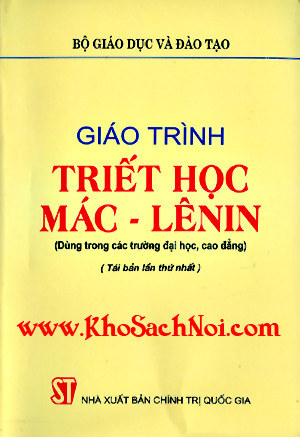 BỘ GIÁO DỤC VÀ ĐÀO TẠO
GIÁO TRÌNH
TRIẾT HỌC
MÁC - LÊNIN
(Dùng trong các trường đại học, cao đẳng)
( Tái bản lần thứ nhất )
www.KhoSachNoi.com
ST NHÀ XUẤT BẢN CHÍNH TRỊ QUỐC GIA